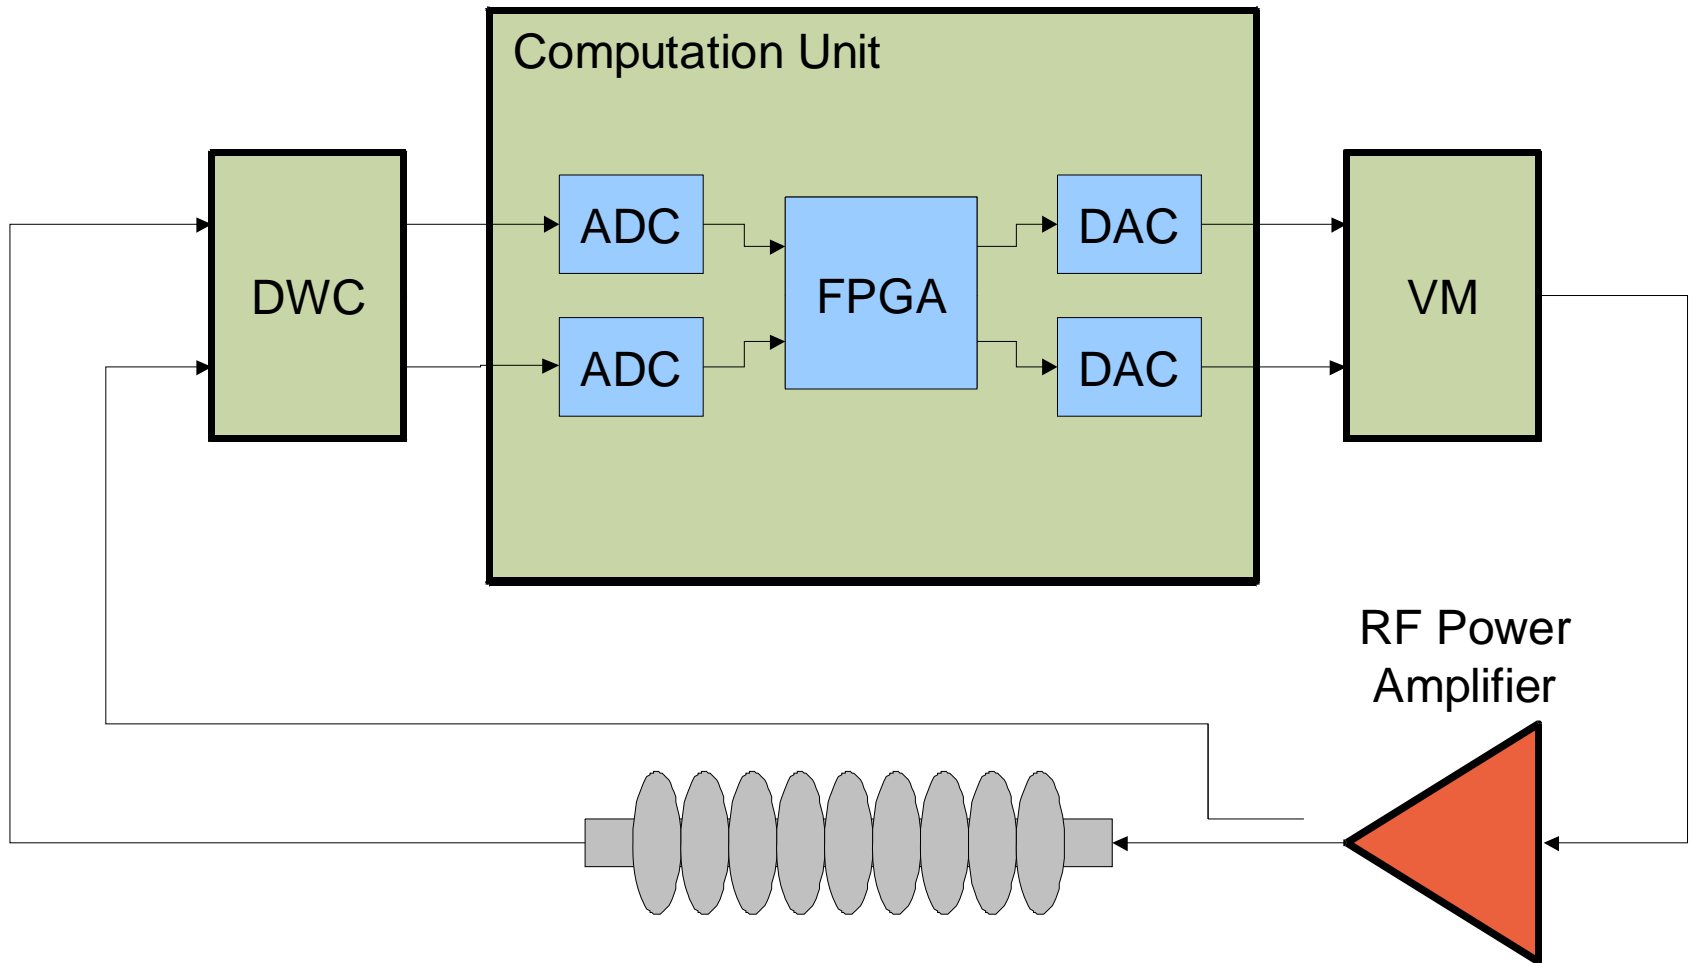 Computation Unit
DWC
ADC
ADC
FPGA
DAC
DAC
VM
RF Power
Amplifier